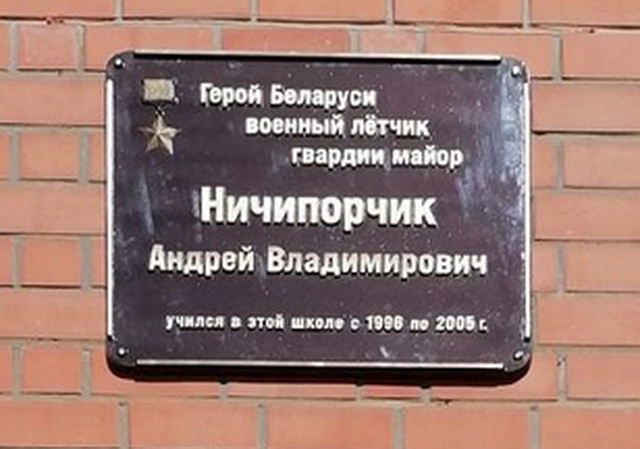 Герой Беларуси
военный лётчик
гвардии майор
Ничипорчик
Андрей Владимирович
учился в этой школе с 1996 по 2005 г.